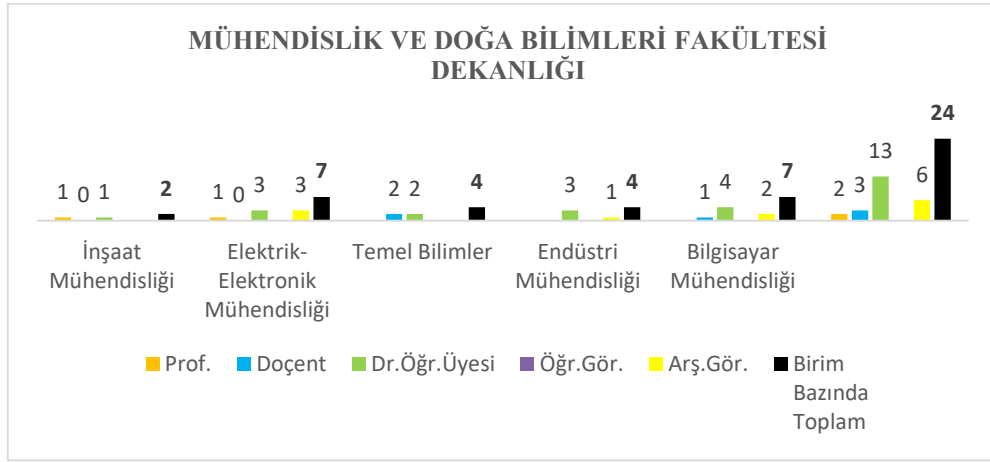 MÜHENDİSLİK VE DOĞA BİLİMLERİ FAKÜLTESİ
DEKANLIĞI
1 0 1 2 1 0 3 3 7 2 2 4 3 1 4 1 4 2 7 2 3 13 6 24
İnşaat
Mühendisliği
Elektrik-
Elektronik
Mühendisliği
Temel Bilimler
Endüstri
Mühendisliği
Bilgisayar
Mühendisliği
Prof.
Doçent
Dr.Öğr.Üyesi
Öğr.Gör.
Arş.Gör.
Birim
Bazında
Toplam